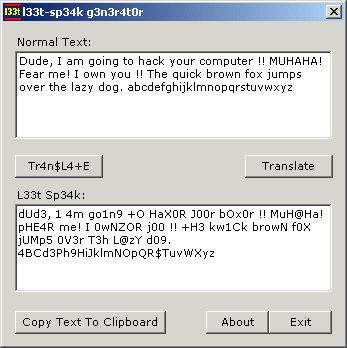 l33t l33t-sp34k g3n3r4t0r
Normal Text:
Dude, I am going to hack your computer !! MUHAHA!
Fear me! I own you !! The quick brown fox jumps
over the lazy dog. abcdefghijklmnopqrstuvwxyz
Tr4n$L4+E Translate
L33t Sp34k:
dUd3, 1 4m go1n9 +O HaX0R J00r bOx0r !! MuH@Ha!
pHE4R me! I 0wNZOR j00 !! +H3 kw1Ck browN f0X
jUMp5 0V3r T3h L@zY d09.
4BCd3Ph9HiJklmNOpQR$TuvWXyz
Copy Text To Clipboard About Exit